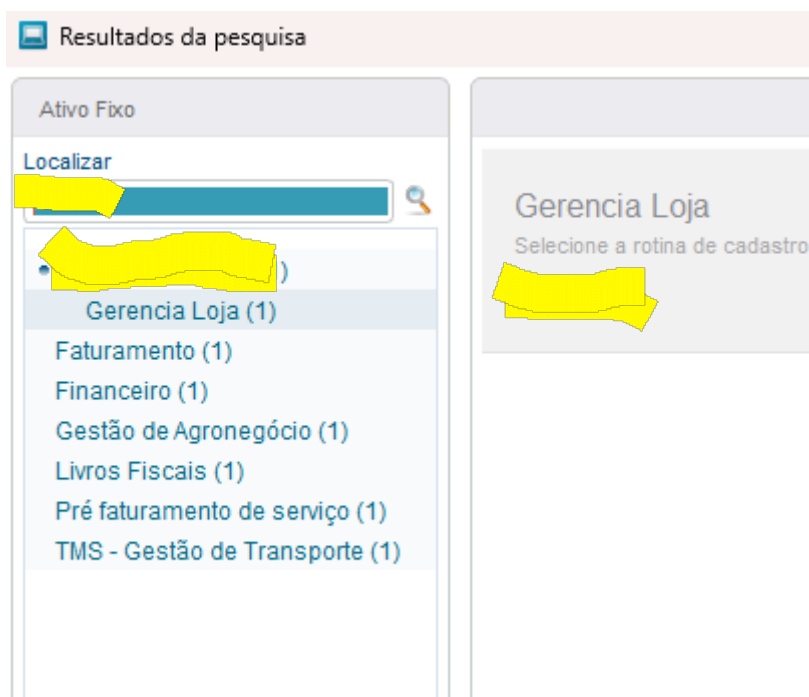 Resultados da pesquisa
Ativo Fixo
Localizar
)
Gerencia Loja (1)
Faturamento (1)
Financeiro (1)
Gestão de Agronegócio (1)
Livros Fiscais (1)
Pré faturamento de serviço (1)
TMS - Gestão de Transporte (1)
Gerencia Loja
Selecione a rotina de cadastro